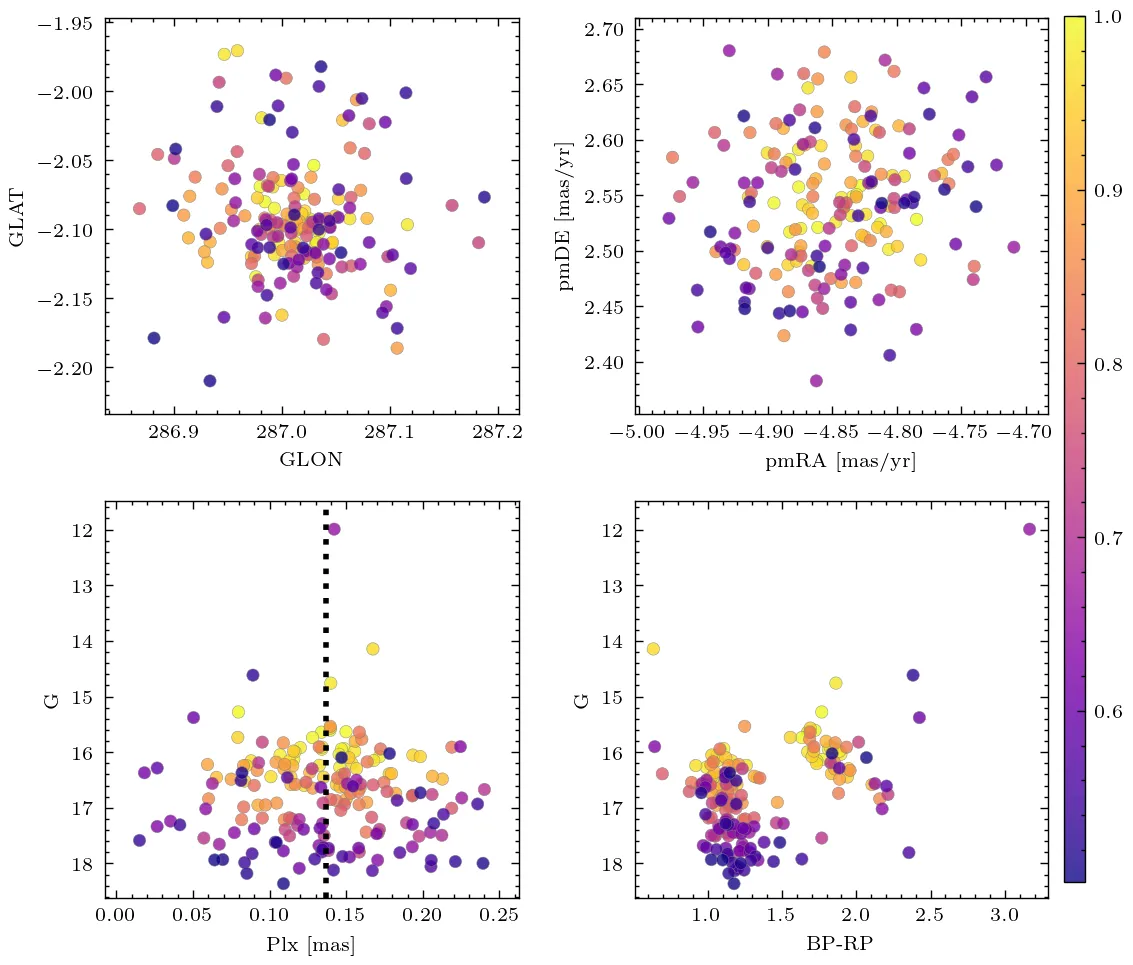 −1.95
−2.00
−2.05
−2.10
−2.15
−2.20
GLAT
286.9 287.0 287.1 287.2
GLON
2.70
2.65
2.60
2.55
2.50
2.45
2.40
pmDE [mas/yr]
−5.00 −4.95 −4.90 −4.85 −4.80 −4.75 −4.70
pmRA [mas/yr]
1.0
0.9
0.8
0.7
0.6
12
13
14
15
16
17
18
G
0.00 0.05 0.10 0.15 0.20 0.25
Plx [mas]
12
13
14
15
16
17
18
G
1.0 1.5 2.0 2.5 3.0
BP-RP